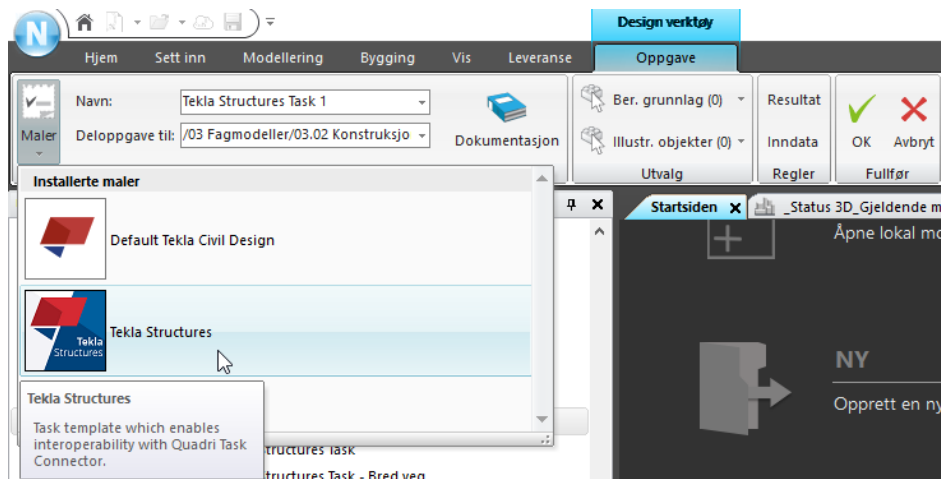 N
Design verktøy
Hjem Sett inn Modellering Bygging Vis Leveranse Oppgave
Maler
Navn: Tekla Structures Task 1
Deloppgave til: /03 Fagmodeller/03.02 Konstruksjo
Dokumentasjon
Ber. grunnlag (0)
Illustr. objekter (0)
Utvalg
Resultat
Inndata
Regler
OK Avbryt
Fullfør
Installerte maler
Default Tekla Civil Design
Tekla Structures
Tekla
Structures
Tekla Structures
Task template which enables
interoperability with Quadri Task
Connector.
tructures Task
tructures Task - Bred veg
Startsiden _Status 3D_Gjeldende m
Åpne lokal mo
NY
Opprett en ny